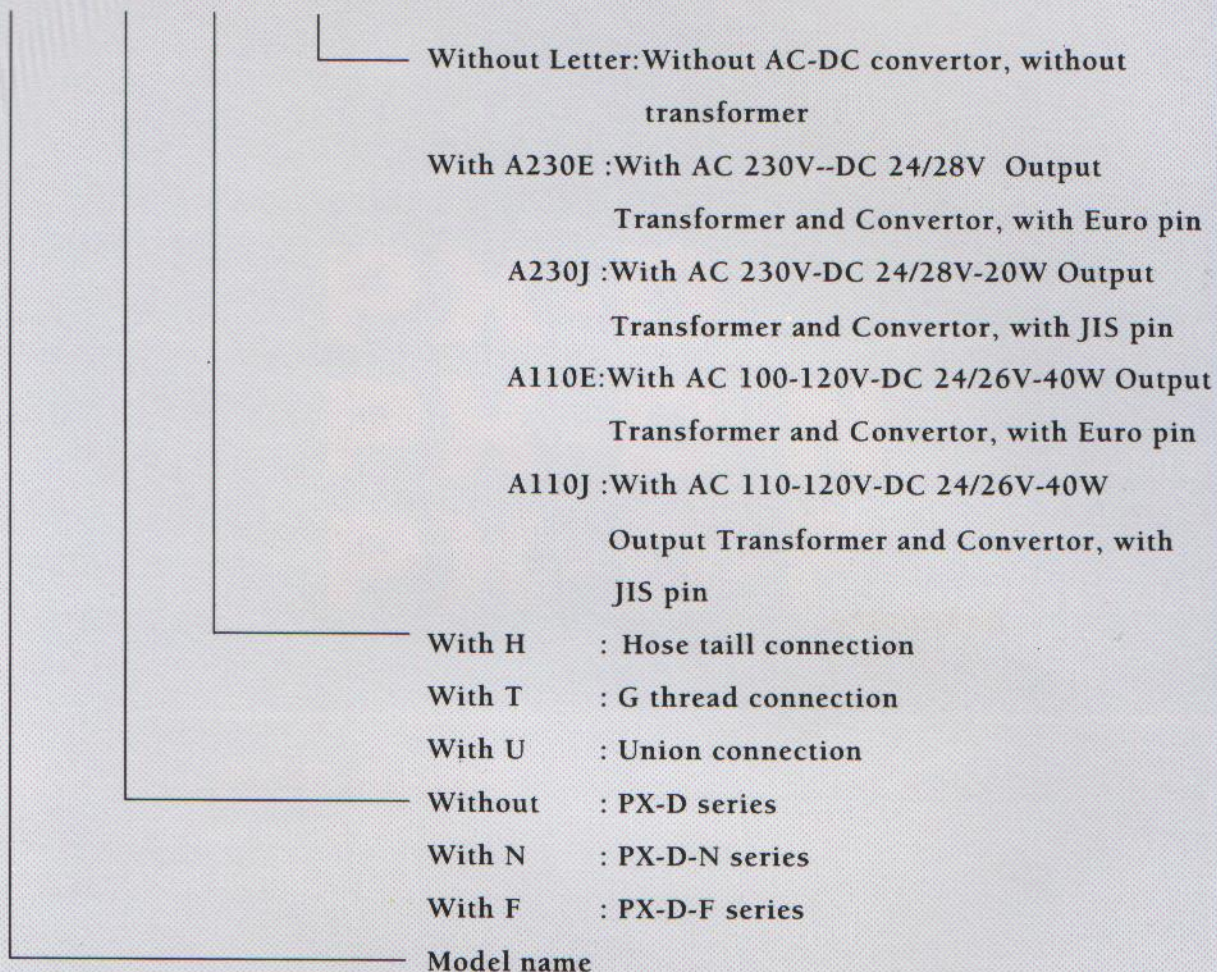 Without Letter:Without AC-DC convertor, without
transformer
With A230E :With AC 230V--DC 24/28V Output
Transformer and Convertor, with Euro pin
A230J :With AC 230V-DC 24/28V-20W Output
Transformer and Convertor, with JIS pin
A110E:With AC 100-120V-DC 24/26V-40W Output
Transformer and Convertor, with Euro pin
A110J :With AC 110-120V-DC 24/26V-40W
Output Transformer and Convertor, with
JIS pin
With H : Hose taill connection
With T : G thread connection
With U : Union connection
Without : PX-D series
With N : PX-D-N series
With F : PX-D-F series
Model name